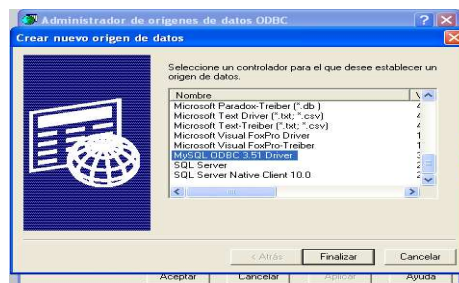 Administrador de orígenes de datos ODBC
Crear nuevo origen de datos
Seleccione un controlador para el que desee establecer un
origen de datos.
Nombre
Microsoft Paradox-Treiber (*.db )
Microsoft Text Driver (*.txt; *.csv)
Microsoft Text-Treiber (*.txt; *.csv)
Microsoft Visual FoxPro Driver
Microsoft Visual FoxPro-Treiber
MySQL ODBC 3.51 Driver
SQL Server
SQL Server Native Client 10.0
< Atrás
Finalizar
Cancelar
Aceptar
Cancelar
Aplicar
Ayuda